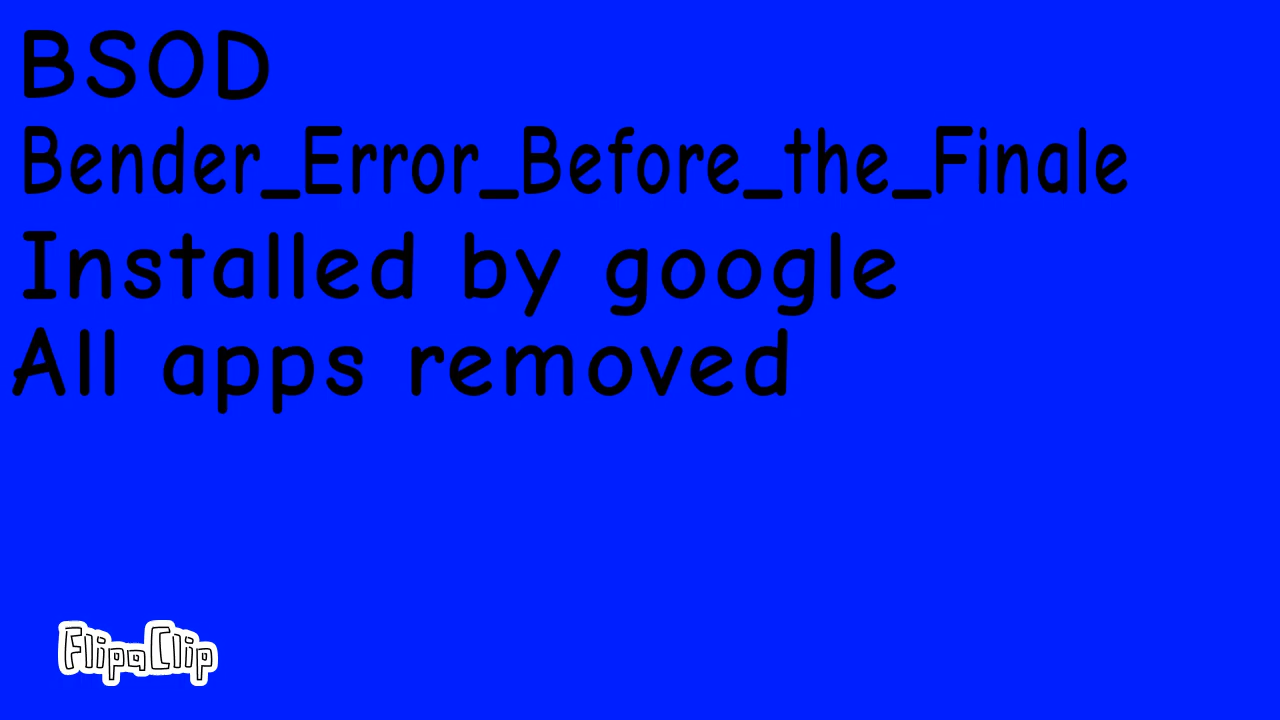 BSOD
Bender_Error_Before_the_Finale
Installed by google
All apps removed
FlipaClip